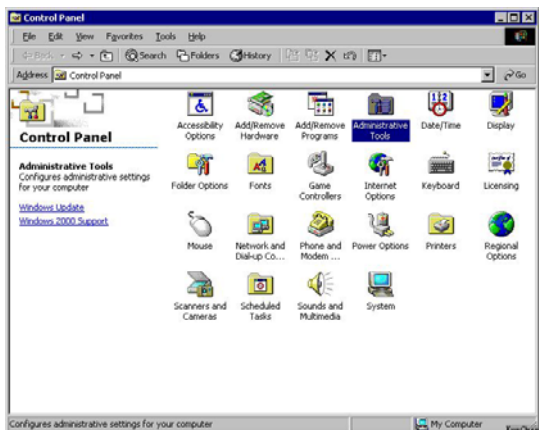 Control Panel
File Edit View Favorites Tools Help
Back Search Folders History
Address Control Panel Go
Control Panel
Administrative Tools
Configures administrative settings
for your computer
Windows Update
Windows 2000 Support
Accessibility
Options
Add/Remove
Hardware
Add/Remove
Programs
Administrative
Tools
Date/Time
Display
Folder Options
Fonts
Game
Controllers
Internet
Options
Keyboard
Licensing
Mouse
Network and
Dial-up Co...
Phone and
Modem ...
Power Options
Printers
Regional
Options
Scanners and
Cameras
Scheduled
Tasks
Sounds and
Multimedia
System
Configures administrative settings for your computer
My Computer